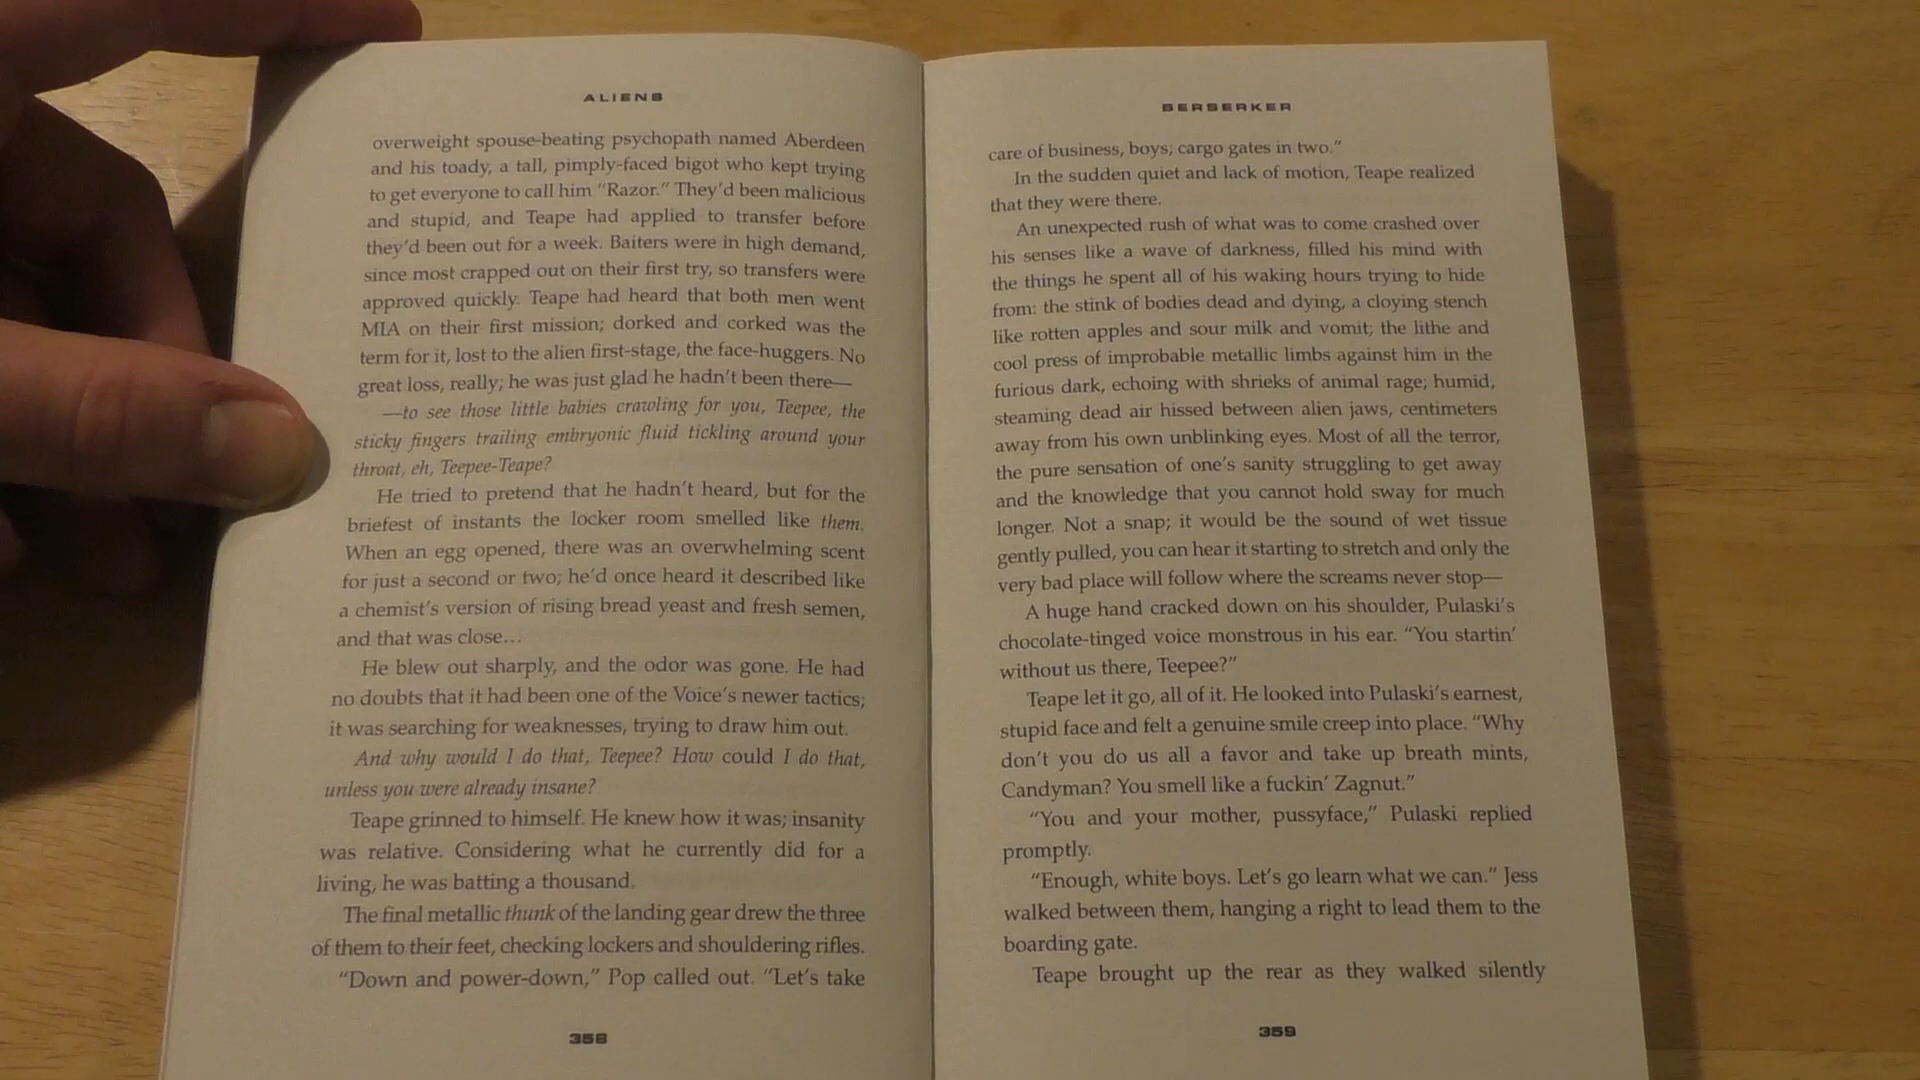 ALIENS
overweight spouse-beating psychopath named Aberdeen
and his toady, a tall, pimply-faced bigot who kept trying
to get everyone to call him “Razor.” They’d been malicious
and stupid, and Teape had applied to transfer before
they’d been out for a week. Baiters were in high demand,
since most crapped out on their first try, so transfers were
approved quickly. Teape had heard that both men went
MIA on their first mission; dorked and corked was the
term for it, lost to the alien first-stage, the face-huggers. No
great loss, really; he was just glad he hadn’t been there—
—to see those little babies crawling for you, Teepee, the
sticky fingers trailing embryonic fluid tickling around your
throat, eh, Teepee-Teape?
He tried to pretend that he hadn’t heard, but for the
briefest of instants the locker room smelled like them.
When an egg opened, there was an overwhelming scent
for just a second or two; he’d once heard it described like
a chemist’s version of rising bread yeast and fresh semen,
and that was close…
He blew out sharply, and the odor was gone. He had
no doubts that it had been one of the Voice’s newer tactics;
it was searching for weaknesses, trying to draw him out.
And why would I do that, Teepee? How could I do that,
unless you were already insane?
Teape grinned to himself. He knew how it was; insanity
was relative. Considering what he currently did for a
living, he was batting a thousand.
The final metallic thunk of the landing gear drew the three
of them to their feet, checking lockers and shouldering rifles.
“Down and power-down,” Pop called out. “Let’s take
358
BERSERKER
care of business, boys; cargo gates in two.”
In the sudden quiet and lack of motion, Teape realized
that they were there.
An unexpected rush of what was to come crashed over
his senses like a wave of darkness, filled his mind with
the things he spent all of his waking hours trying to hide
from: the stink of bodies dead and dying, a cloying stench
like rotten apples and sour milk and vomit; the lithe and
cool press of improbable metallic limbs against him in the
furious dark, echoing with shrieks of animal rage; humid,
steaming dead air hissed between alien jaws, centimeters
away from his own unblinking eyes. Most of all the terror,
the pure sensation of one’s sanity struggling to get away
and the knowledge that you cannot hold sway for much
longer. Not a snap; it would be the sound of wet tissue
gently pulled, you can hear it starting to stretch and only the
very bad place will follow where the screams never stop—
A huge hand cracked down on his shoulder, Pulaski’s
chocolate-tinged voice monstrous in his ear. “You startin’
without us there, Teepee?”
Teape let it go, all of it. He looked into Pulaski’s earnest,
stupid face and felt a genuine smile creep into place. “Why
don’t you do us all a favor and take up breath mints,
Candyman? You smell like a fuckin’ Zagnut.”
“You and your mother, pussyface,” Pulaski replied
promptly.
“Enough, white boys. Let’s go learn what we can.” Jess
walked between them, hanging a right to lead them to the
boarding gate.
Teape brought up the rear as they walked silently
359